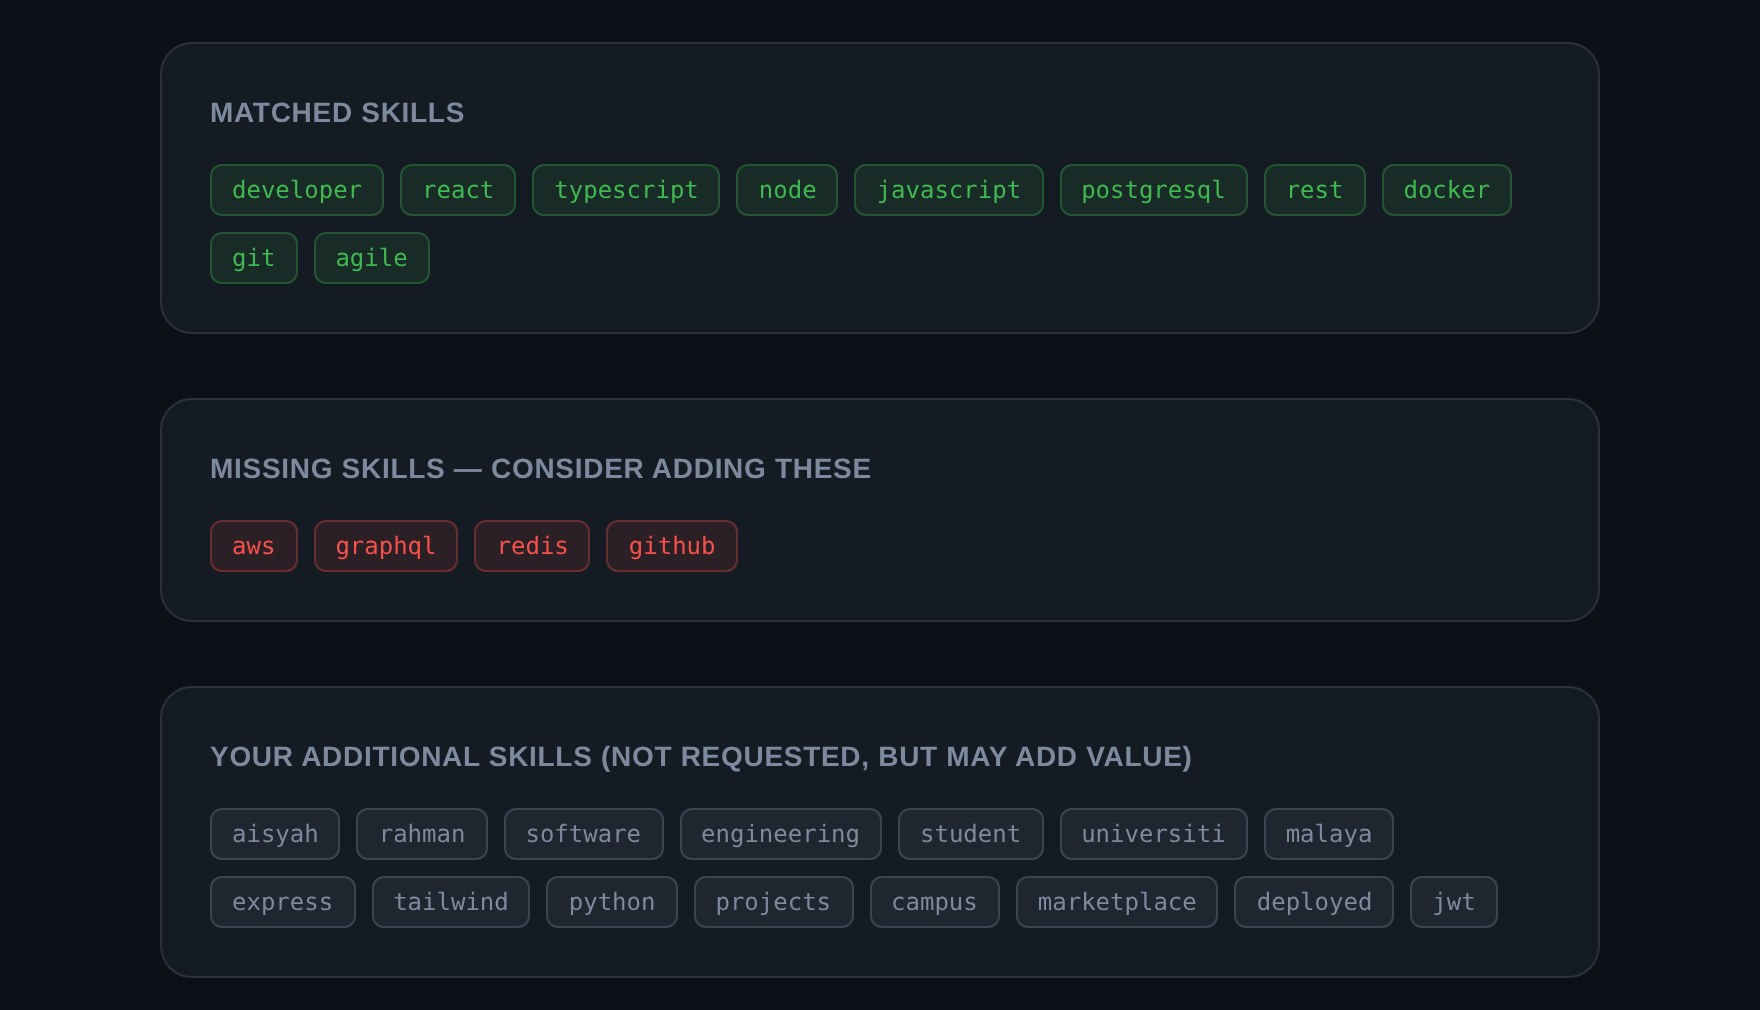 MATCHED SKILLS
developer react typescript node javascript postgresql rest docker
git agile
MISSING SKILLS — CONSIDER ADDING THESE
aws graphql redis github
YOUR ADDITIONAL SKILLS (NOT REQUESTED, BUT MAY ADD VALUE)
aisyah rahman software engineering student universiti malaya
express tailwind python projects campus marketplace deployed jwt